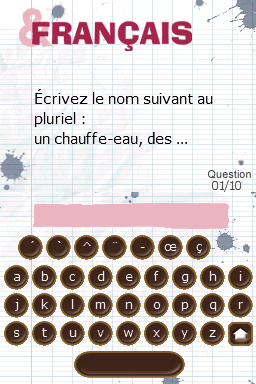 &FRANÇAIS
Écrivez le nom suivant au
pluriel :
un chauffe-eau, des ...
Question
01/10
´ ` ^ ¨ - œ ç
a b c d e f g h i
j k l m n o p q r
s t u v w x y z